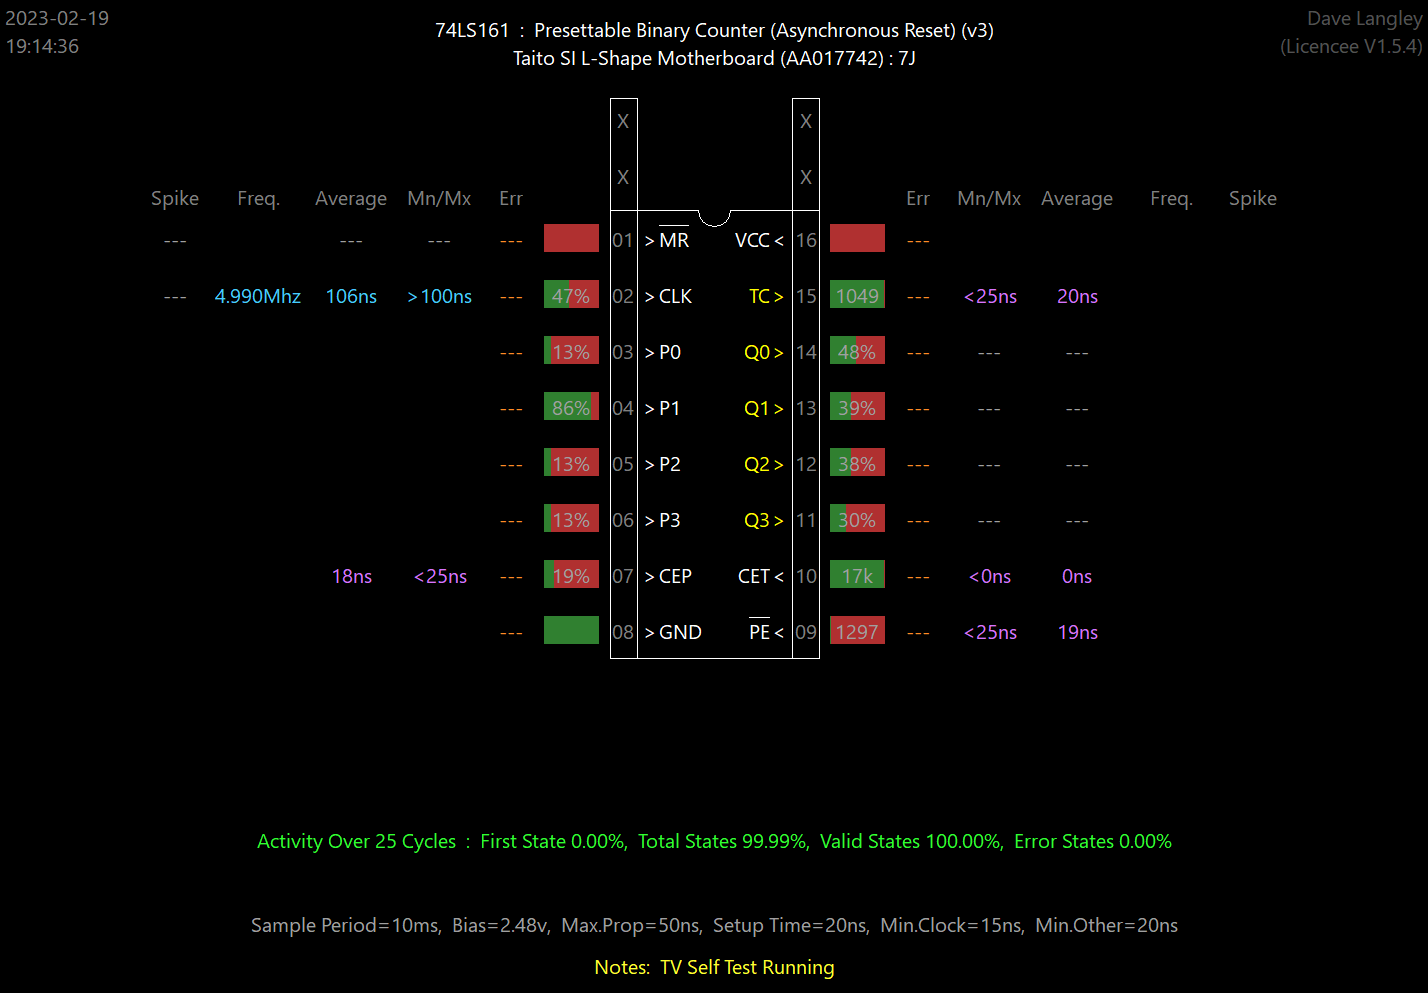 2023-02-19
19:14:36
74LS161 : Presettable Binary Counter (Asynchronous Reset) (v3)
Taito SI L-Shape Motherboard (AA017742) : 7J
Dave Langley
(Licencee V1.5.4)
X X
X X
Spike Freq. Average Mn/Mx Err Err Mn/Mx Average Freq. Spike
--- --- --- --- 01 > MR VCC < 16 ---
--- 4.990Mhz 106ns >100ns --- 47% 02 > CLK TC > 15 1049 --- <25ns 20ns
--- 13% 03 > P0 Q0 > 14 48% --- --- ---
--- 86% 04 > P1 Q1 > 13 39% --- --- ---
--- 13% 05 > P2 Q2 > 12 38% --- --- ---
--- 13% 06 > P3 Q3 > 11 30% --- --- ---
18ns <25ns --- 19% 07 > CEP CET < 10 17k --- <0ns 0ns
--- 08 > GND PE < 09 1297 --- <25ns 19ns
Activity Over 25 Cycles : First State 0.00%, Total States 99.99%, Valid States 100.00%, Error States 0.00%
Sample Period=10ms, Bias=2.48v, Max.Prop=50ns, Setup Time=20ns, Min.Clock=15ns, Min.Other=20ns
Notes: TV Self Test Running